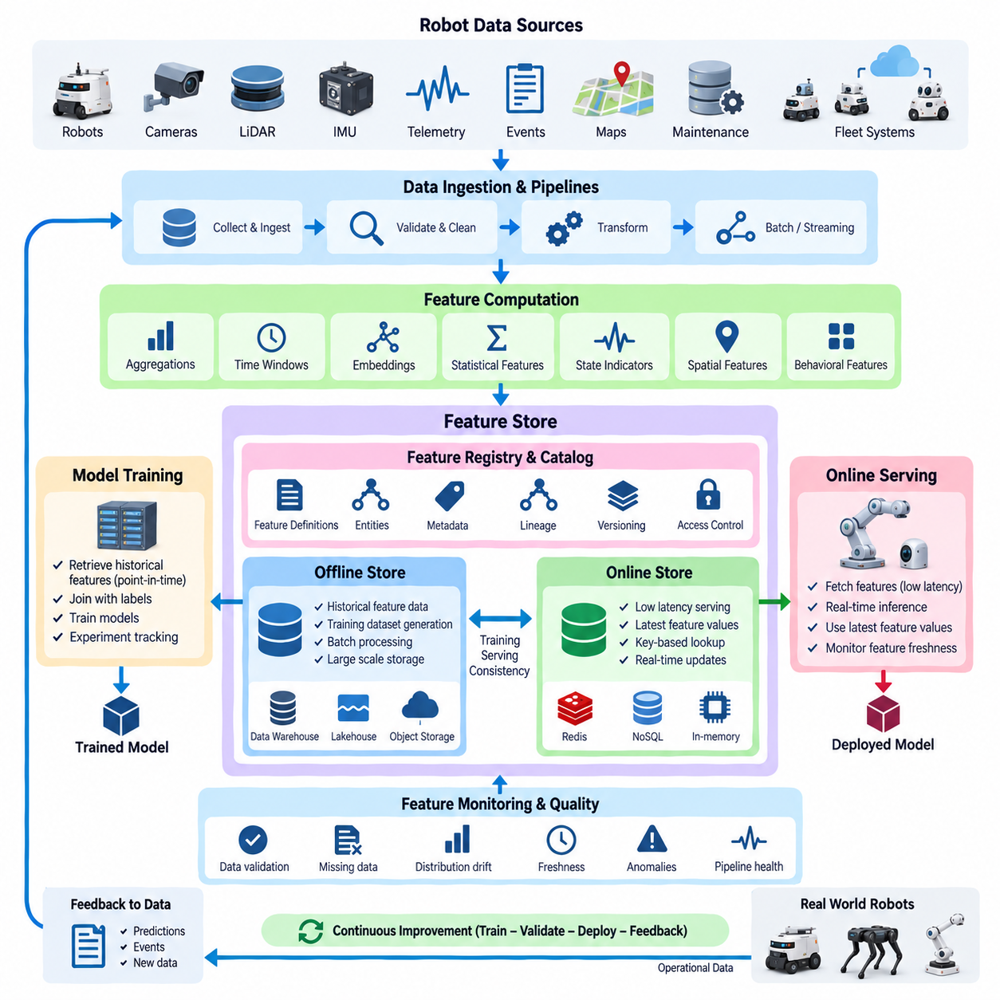 Robot Data Sources
Robots
Cameras
LiDAR
IMU
Telemetry
Events
Maps
Maintenance
Fleet Systems
Data Ingestion & Pipelines
Collect & Ingest
Validate & Clean
Transform
Batch / Streaming
Feature Computation
Aggregations
Time Windows
Embeddings
Σ
Statistical Features
State Indicators
Spatial Features
Behavioral Features
Feature Store
Feature Registry & Catalog
Feature Definitions
Entities
Metadata
Lineage
Versioning
Access Control
Model Training
Retrieve historical
features (point-in-time)
Join with labels
Train models
Experiment tracking
Trained Model
Offline Store
Historical feature data
Training dataset generation
Batch processing
Large scale storage
Data Warehouse
Lakehouse
Object Storage
Training
Serving
Consistency
Online Store
Low latency serving
Latest feature values
Key-based lookup
Real-time updates
Redis
NoSQL
In-memory
Online Serving
Fetch features (low latency)
Real-time inference
Use latest feature values
Monitor feature freshness
Deployed Model
Feature Monitoring & Quality
Data validation
Missing data
Distribution drift
Freshness
Anomalies
Pipeline health
Feedback to Data
Predictions
Events
New data
Continuous Improvement (Train – Validate – Deploy – Feedback)
Operational Data
Real World Robots